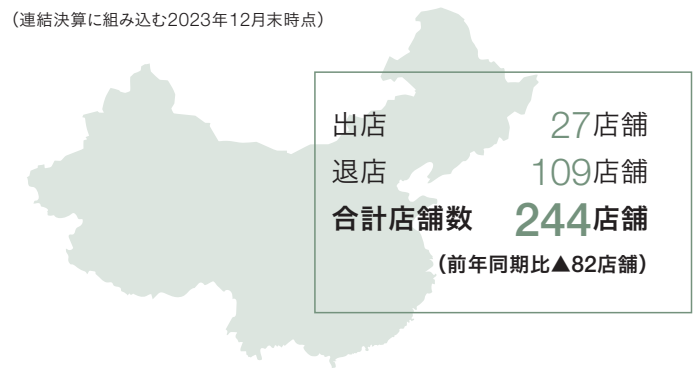 （連結決算に組み込む2023年12月末時点）
出店 27店舗
退店 109店舗
合計店舗数 244店舗
（前年同期比▲82店舗）